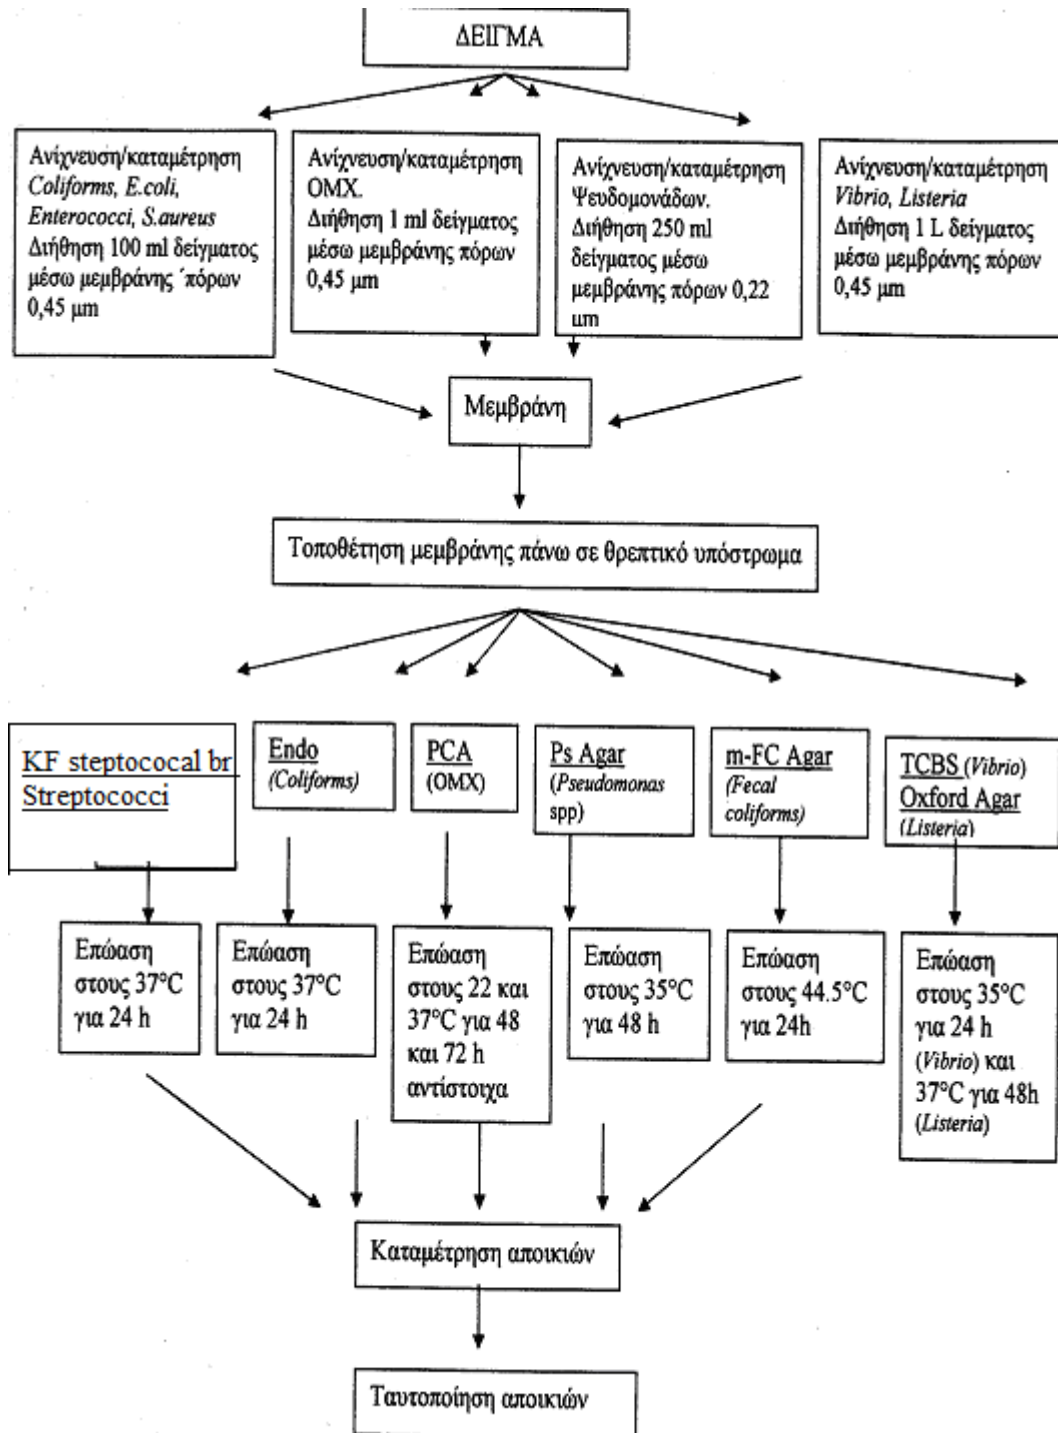 ΔΕΙΓΜΑ
Ανίχνευση/καταμέτρηση
Coliforms, E.coli,
Enterococci, S.aureus
Διήθηση 100 ml δείγματος
μέσω μεμβράνης ΄πόρων
0,45 μm
Ανίχνευση/καταμέτρηση
ΟΜΧ.
Διήθηση 1 ml δείγματος
μέσω μεμβράνης πόρων
0,45 μm
Ανίχνευση/καταμέτρηση
Ψευδομονάδων.
Διήθηση 250 ml
δείγματος μέσω
μεμβράνης πόρων 0,22
μm
Ανίχνευση/καταμέτρηση
Vibrio, Listeria
Διήθηση 1 L δείγματος
μέσω μεμβράνης πόρων
0,45 μm
Μεμβράνη
Τοποθέτηση μεμβράνης πάνω σε θρεπτικό υπόστρωμα
KF steptococal br
Streptococci
Endo
(Coliforms)
PCA
(ΟΜΧ)
Ps Agar
(Pseudomonas
spp)
m-FC Agar
(Fecal
coliforms)
TCBS (Vibrio)
Oxford Agar
(Listeria)
Επώαση
στους 37°C
για 24 h
Επώαση
στους 37°C
για 24 h
Επώαση
στους 22 και
37°C για 48
και 72 h
αντίστοιχα
Επώαση
στους 35°C
για 48 h
Επώαση
στους 44.5°C
για 24h
Επώαση
στους 35°C
για 24 h
(Vibrio) και
37°C για 48h
(Listeria)
Καταμέτρηση αποικιών
Ταυτοποίηση αποικιών